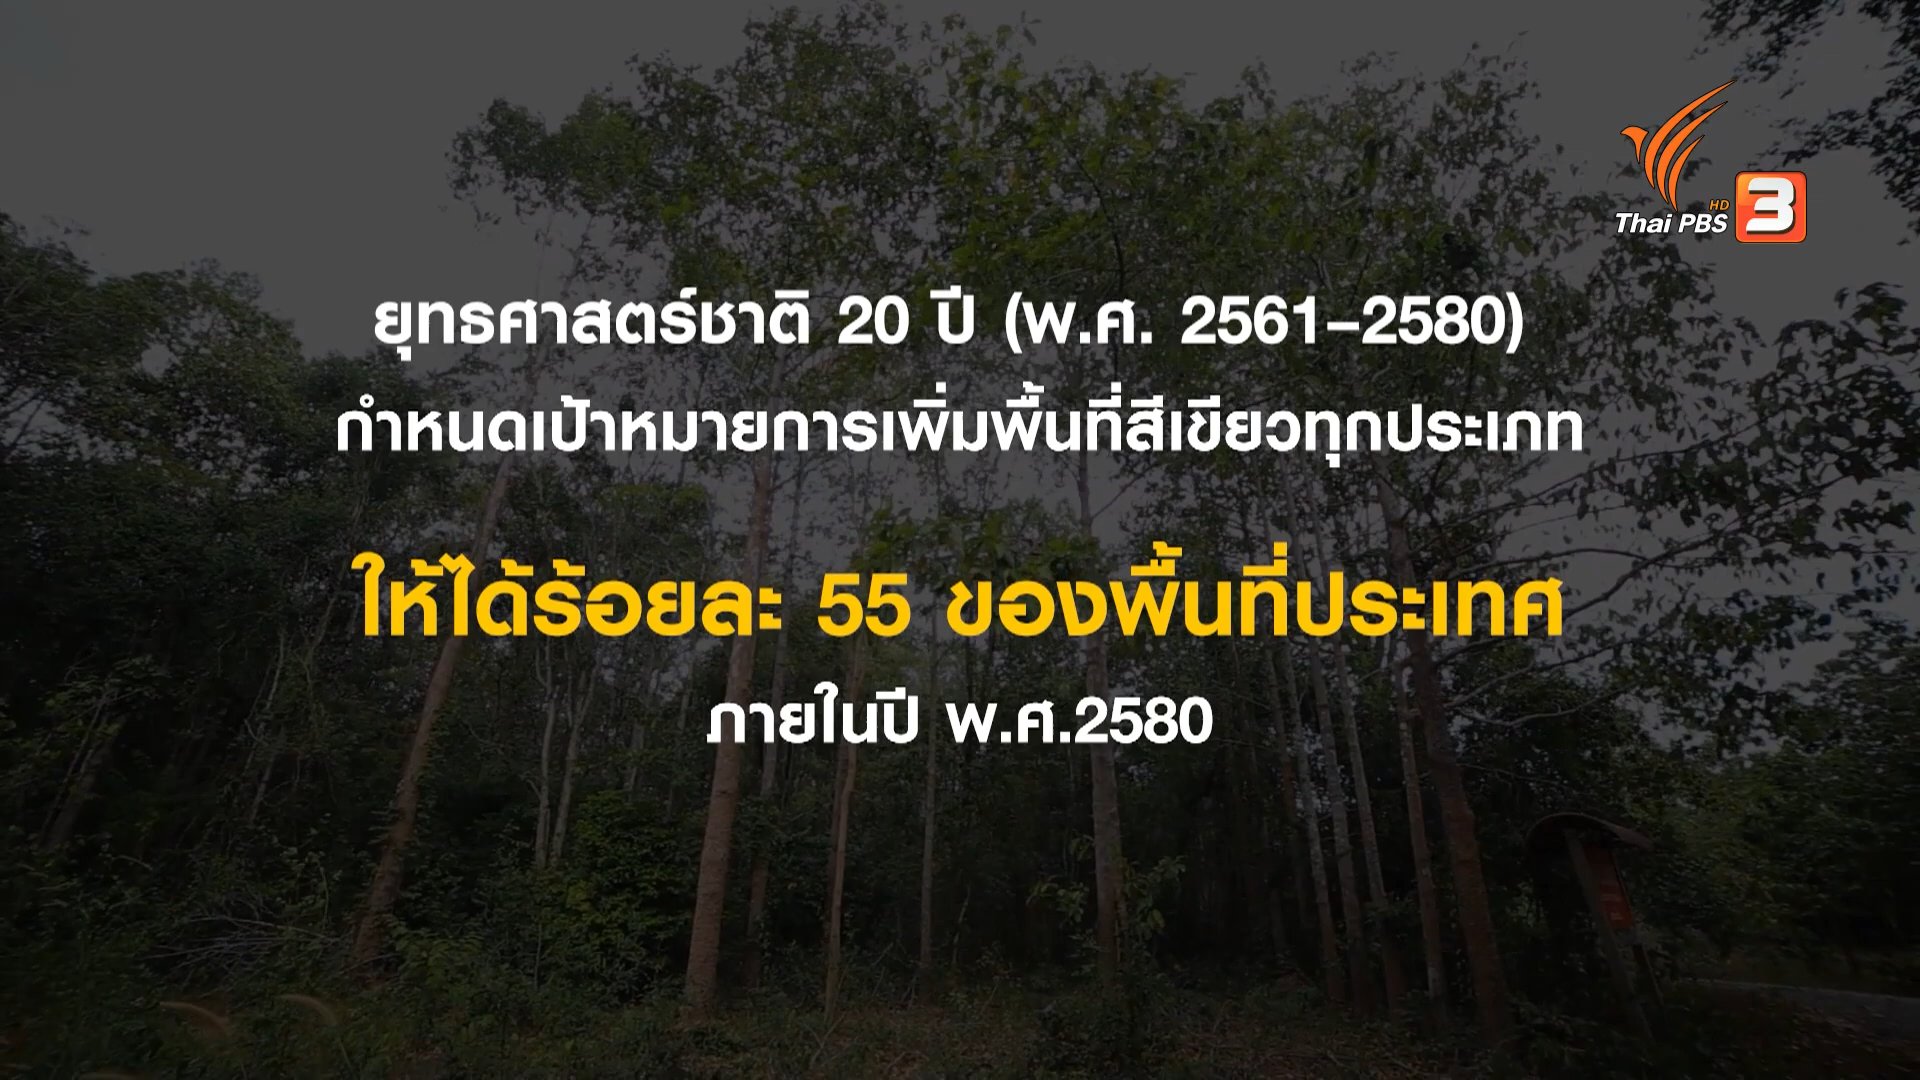 HD
Thai PBS 3
ยุทธศาสตร์ชาติ 20 ปี (พ.ศ. 2561–2580)
กำหนดเป้าหมายการเพิ่มพื้นที่สีเขียวทุกประเภท
ให้ได้ร้อยละ 55 ของพื้นที่ประเทศ
ภายในปี พ.ศ.2580